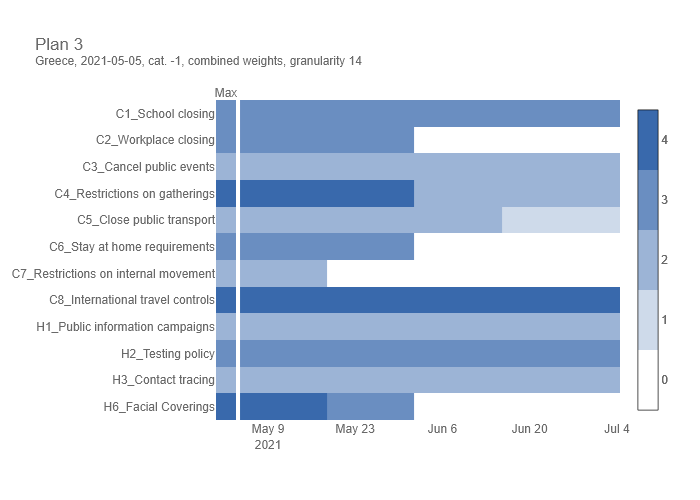 Plan 3
Greece, 2021-05-05, cat. -1, combined weights, granularity 14
Max
C1_School closing
C2_Workplace closing
C3_Cancel public events
C4_Restrictions on gatherings
C5_Close public transport
C6_Stay at home requirements
C7_Restrictions on internal movement
C8_International travel controls
H1_Public information campaigns
H2_Testing policy
H3_Contact tracing
H6_Facial Coverings
May 9 May 23 Jun 6 Jun 20 Jul 4
2021
4
3
2
1
0